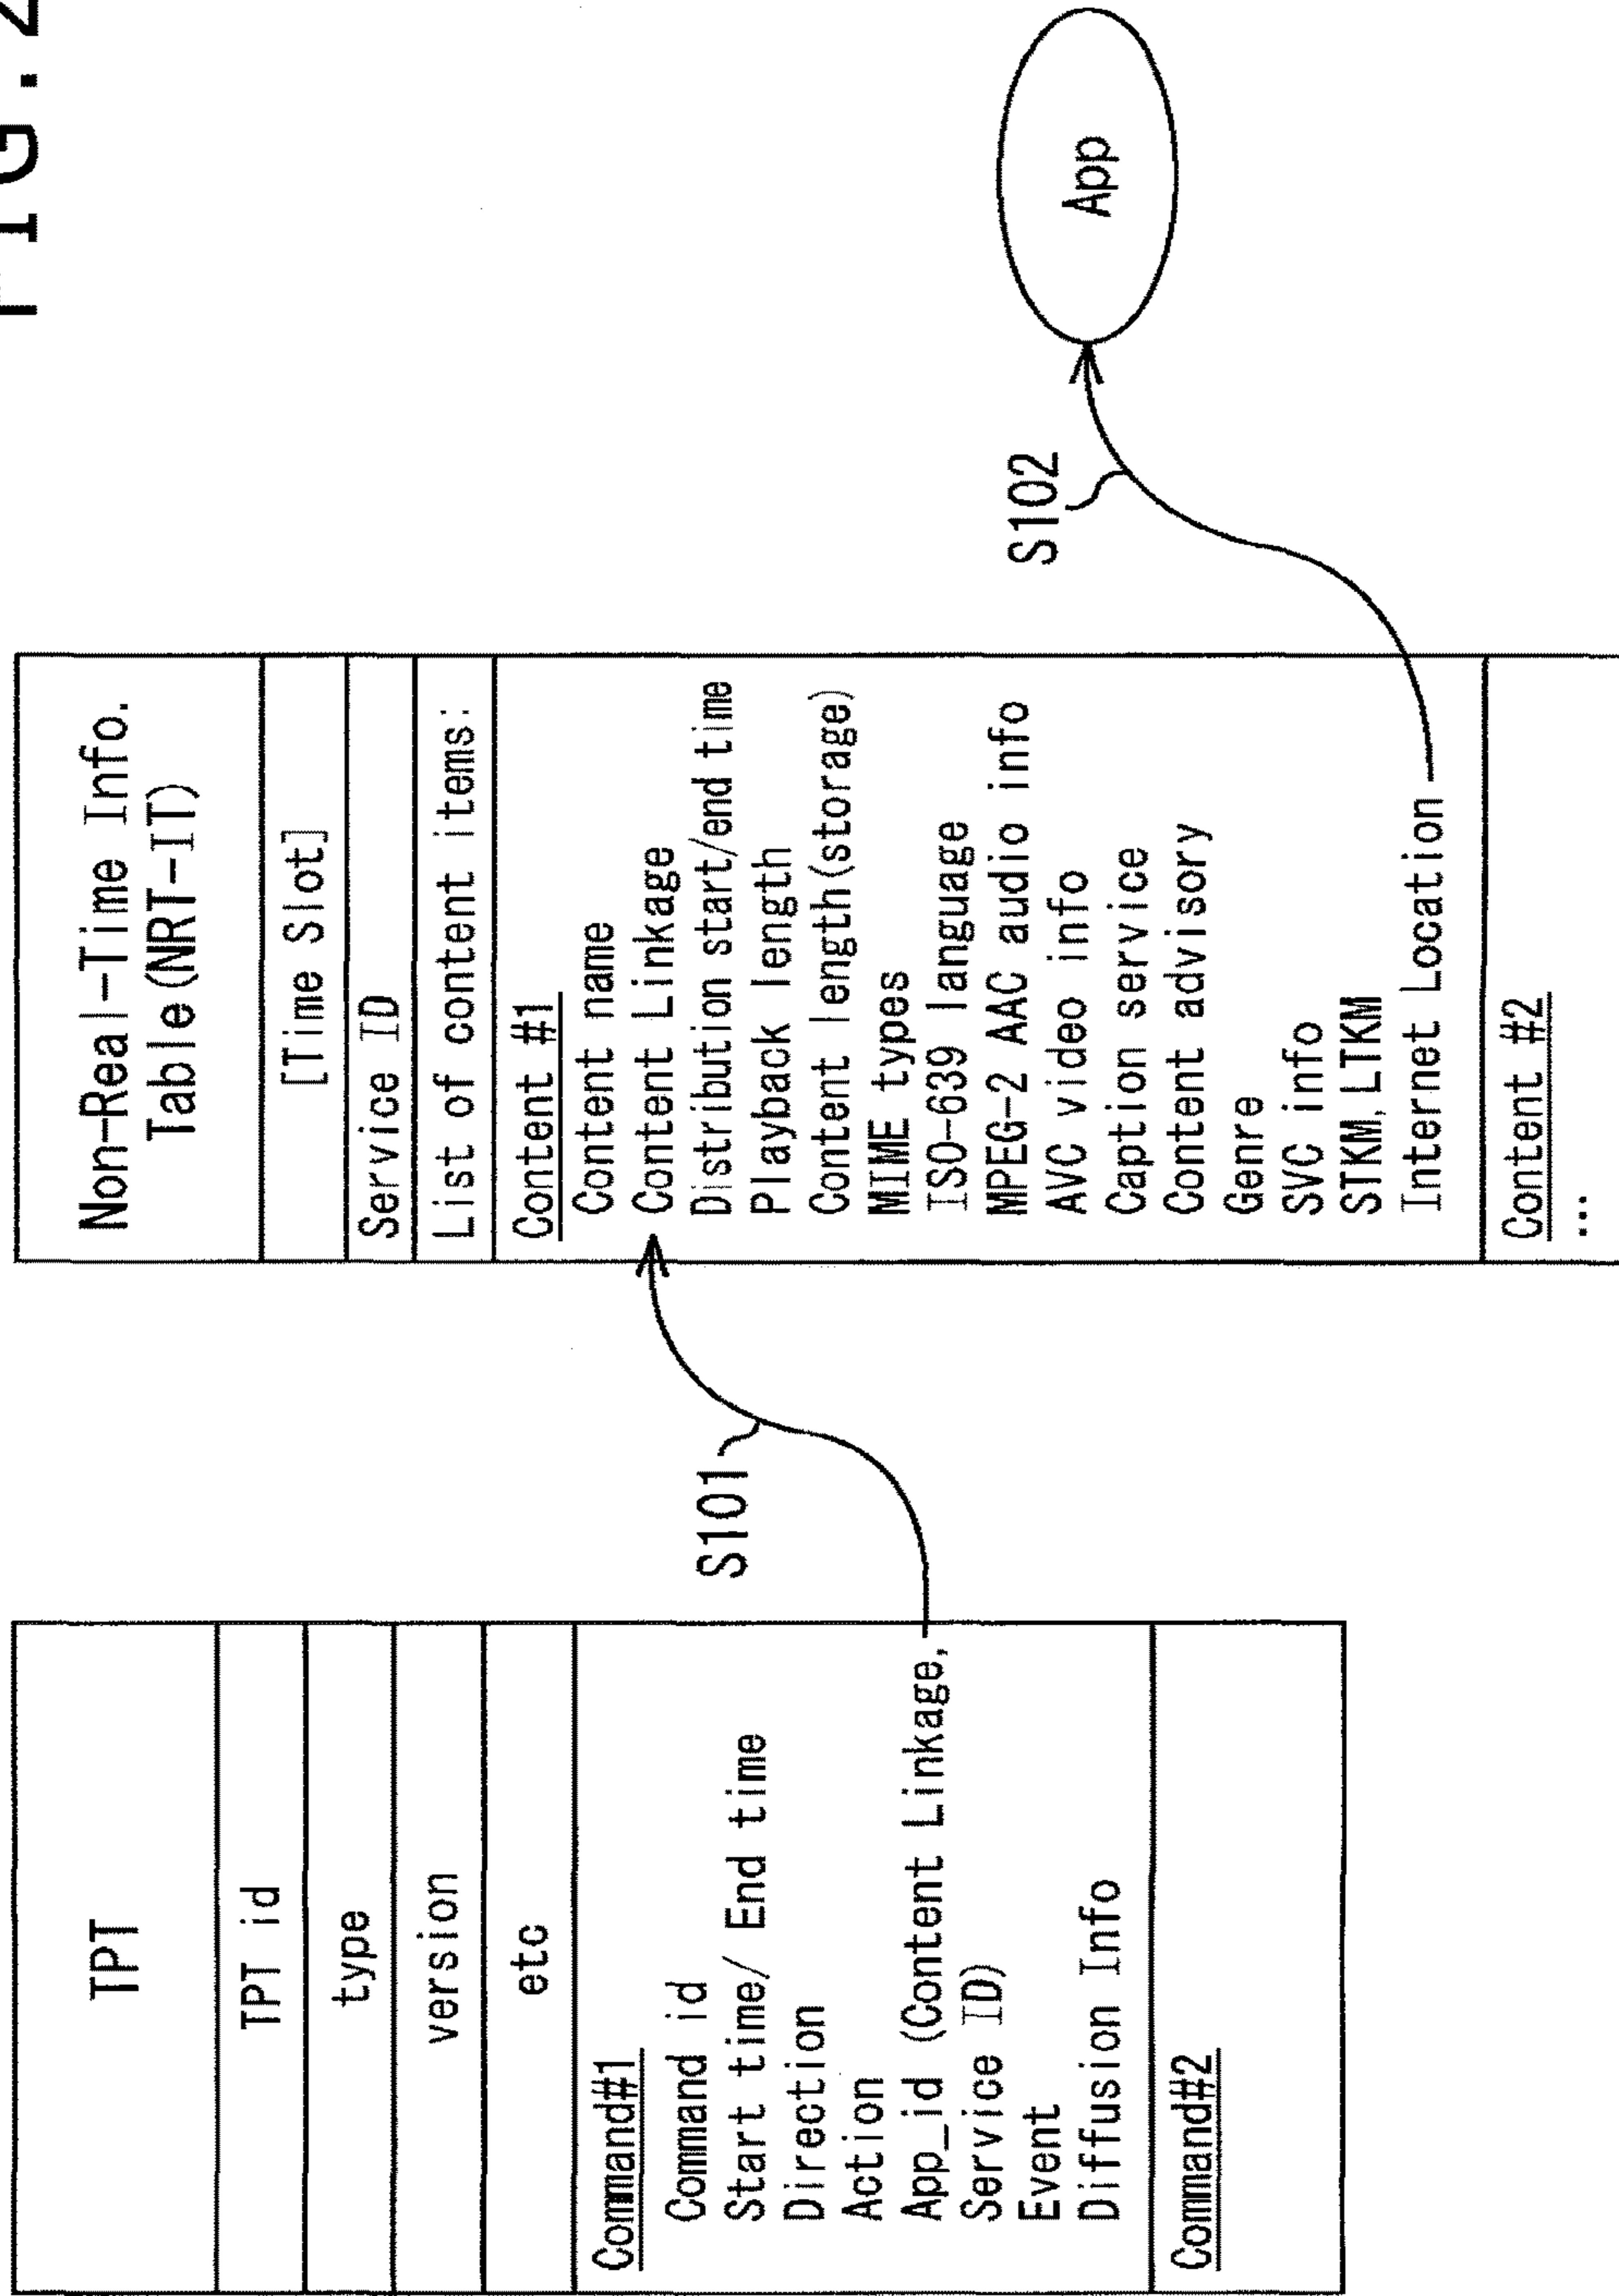 FIG.2
TPT
TPT id
type
version
etc
Command#1
Command id
Start time/ End time
Direction
Action
App_id (Content Linkage,
Service ID)
Event
Diffusion Info
Command#2
S101
Non-Real-Time Info.
Table(NRT-IT)
[Time Slot]
Service ID
List of content items:
Content #1
Content name
Content Linkage
Distribution start/end time
Playback length
Content length(storage)
MIME types
ISO-639 language
MPEG-2 AAC audio info
AVC video info
Caption service
Content advisory
Genre
SVC info
STKM,LTKM
Internet Location
Content #2
...
S102
App